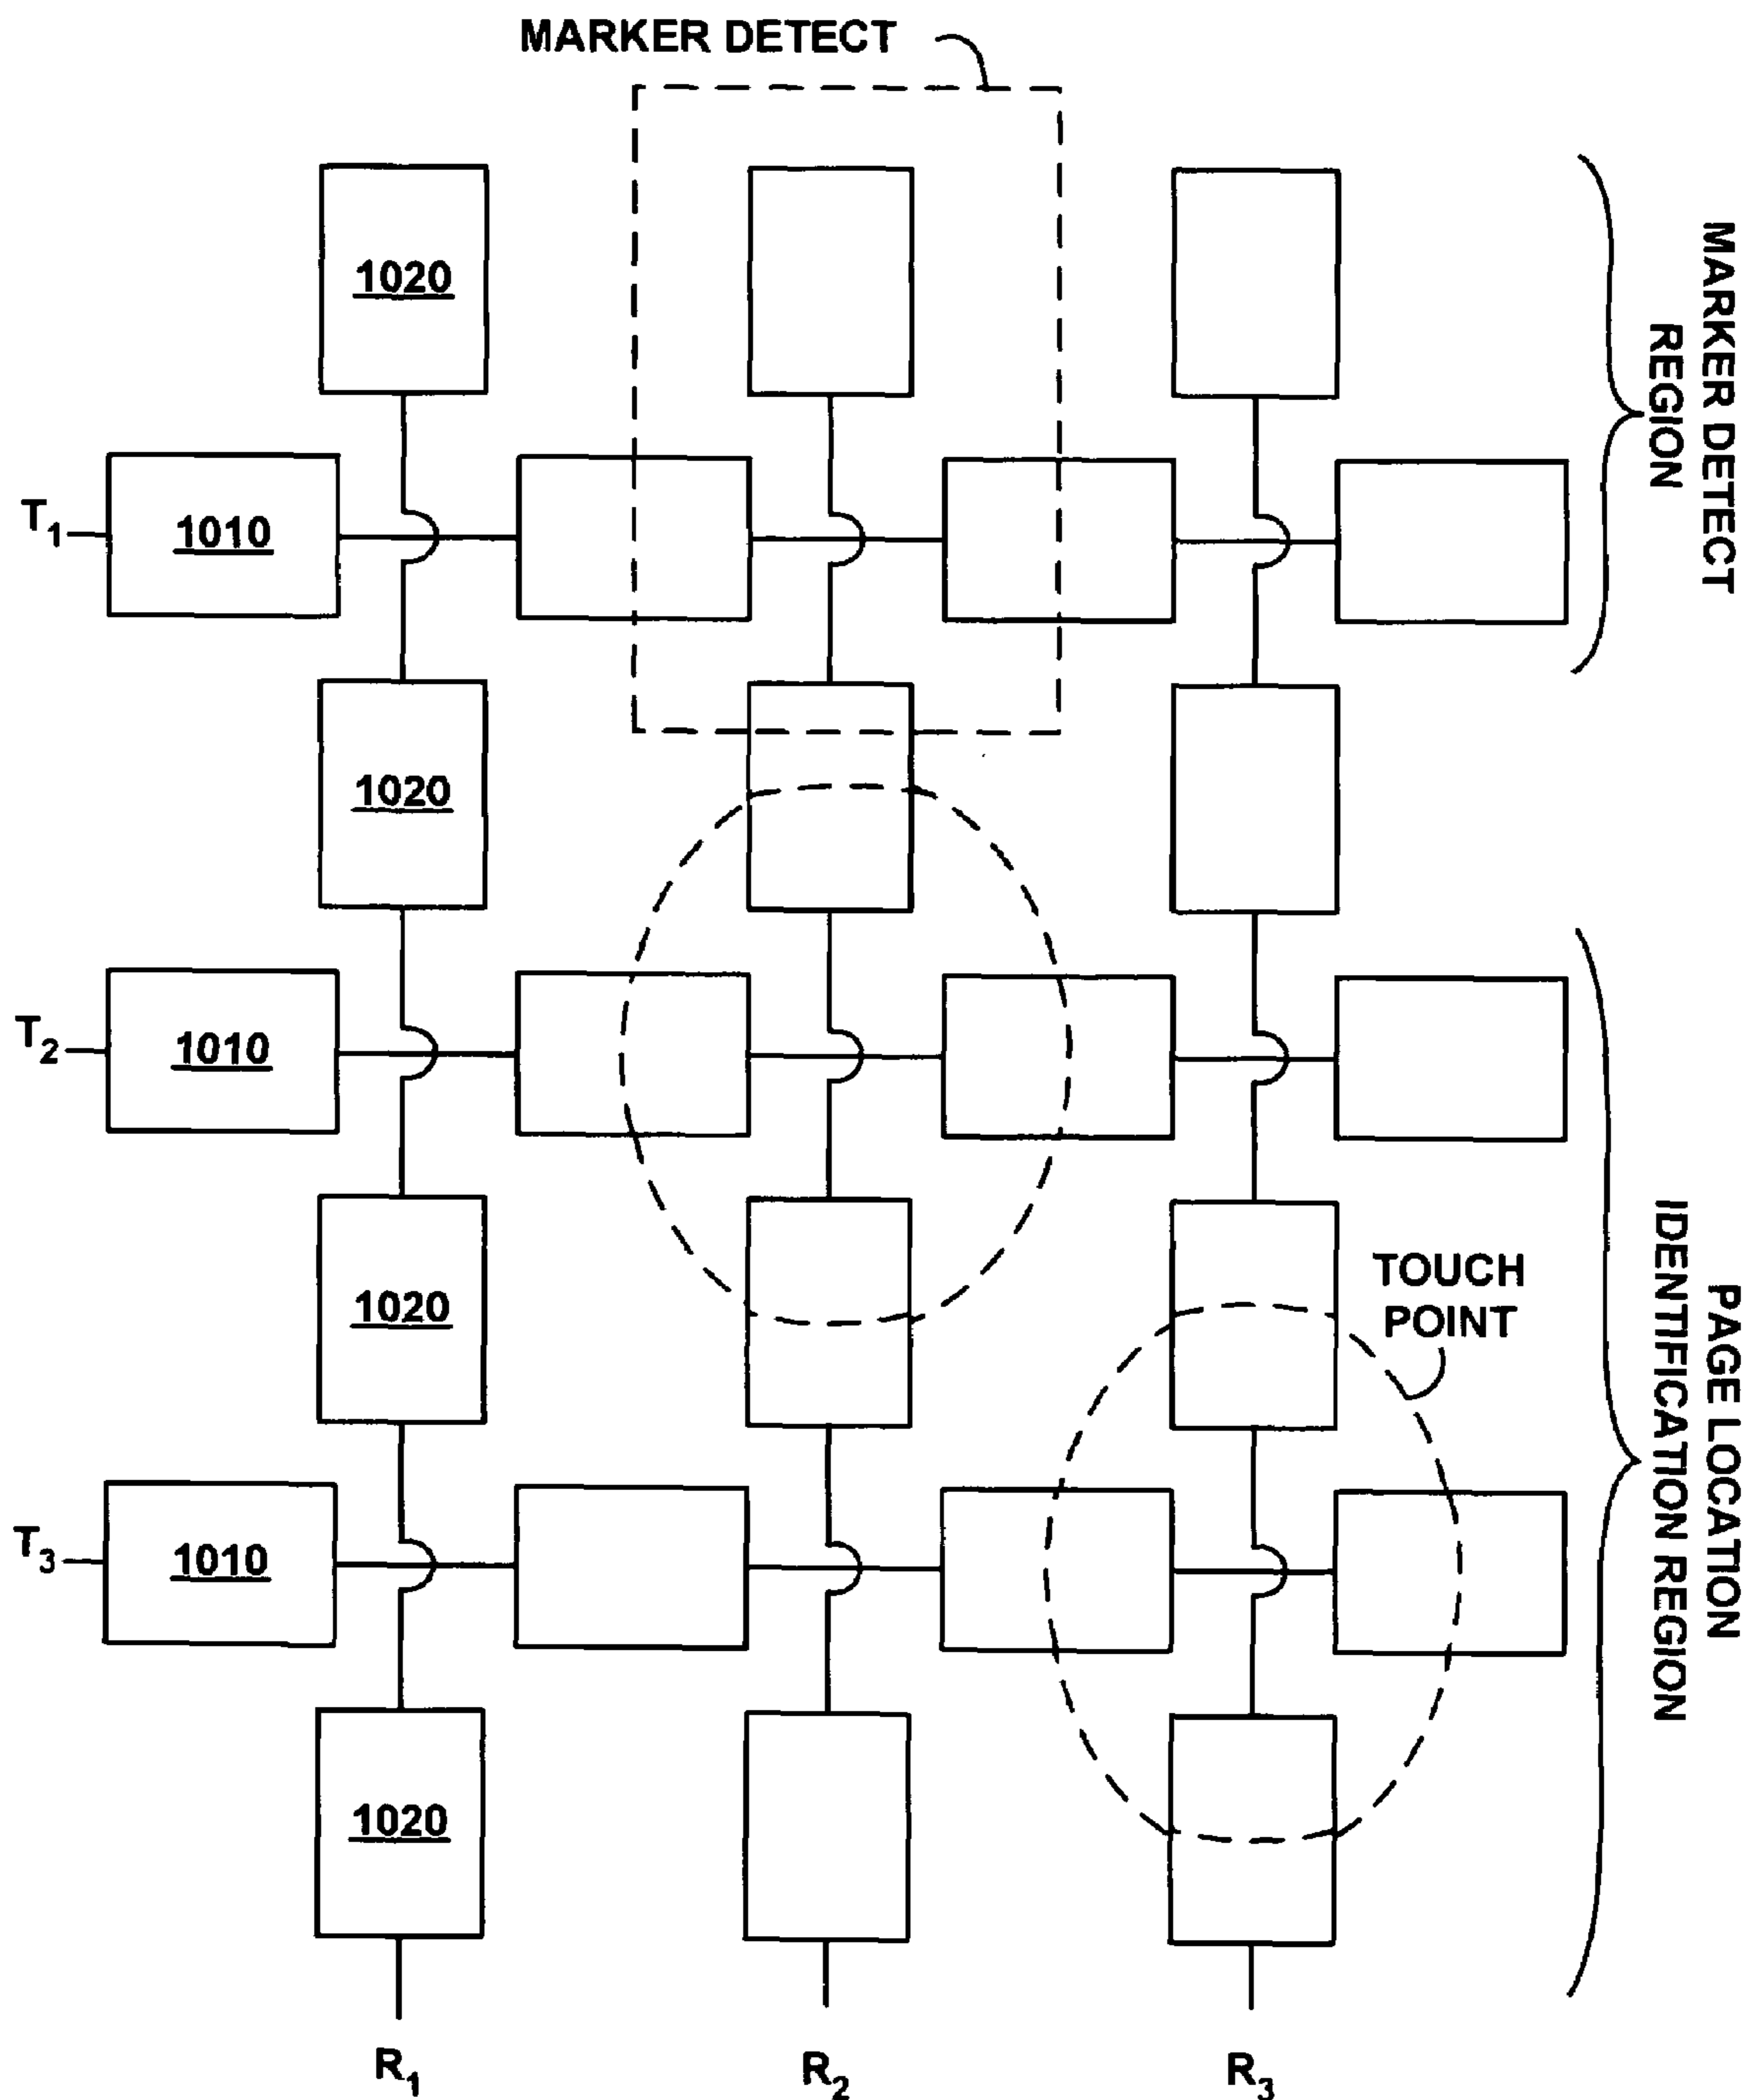 MARKER DETECT
MARKER DETECT
REGION
1020
T1
1010
1020
T2
1010
1020
TOUCH
POINT
PAGE LOCATION
IDENTIFICATION REGION
T3
1010
1020
R1
R2
R3